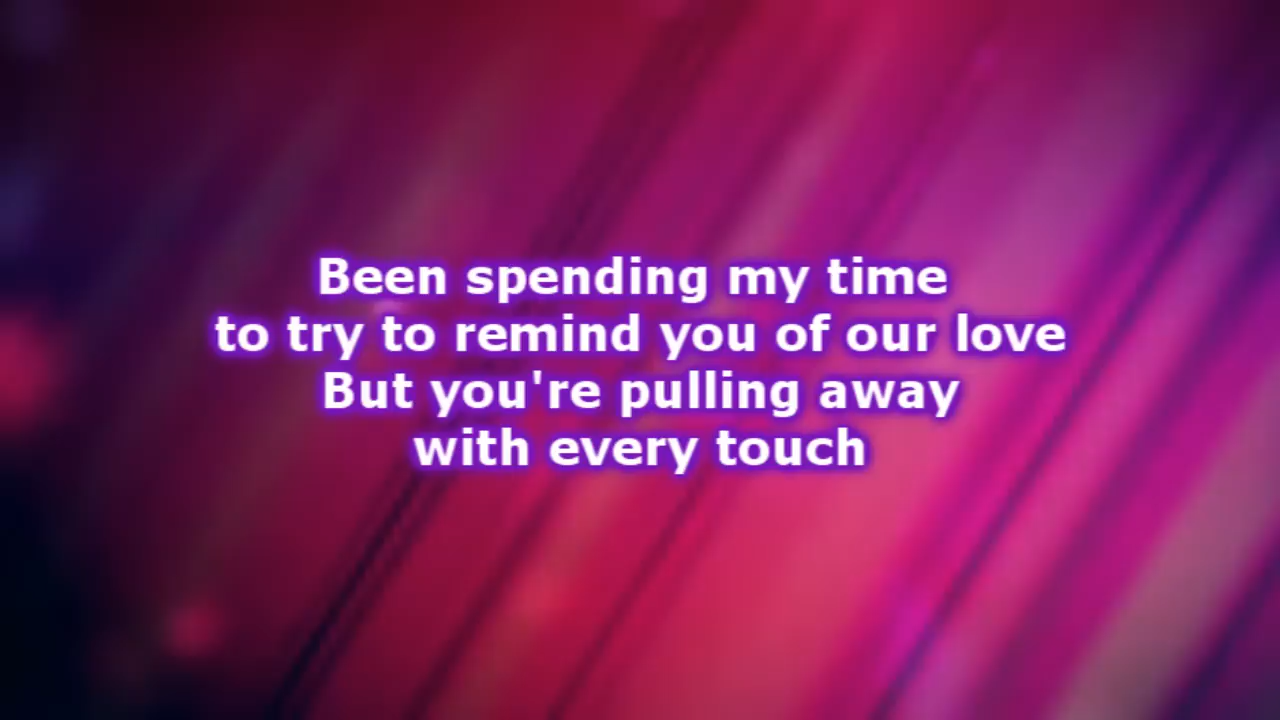 Been spending my time
to try to remind you of our love
But you're pulling away
with every touch